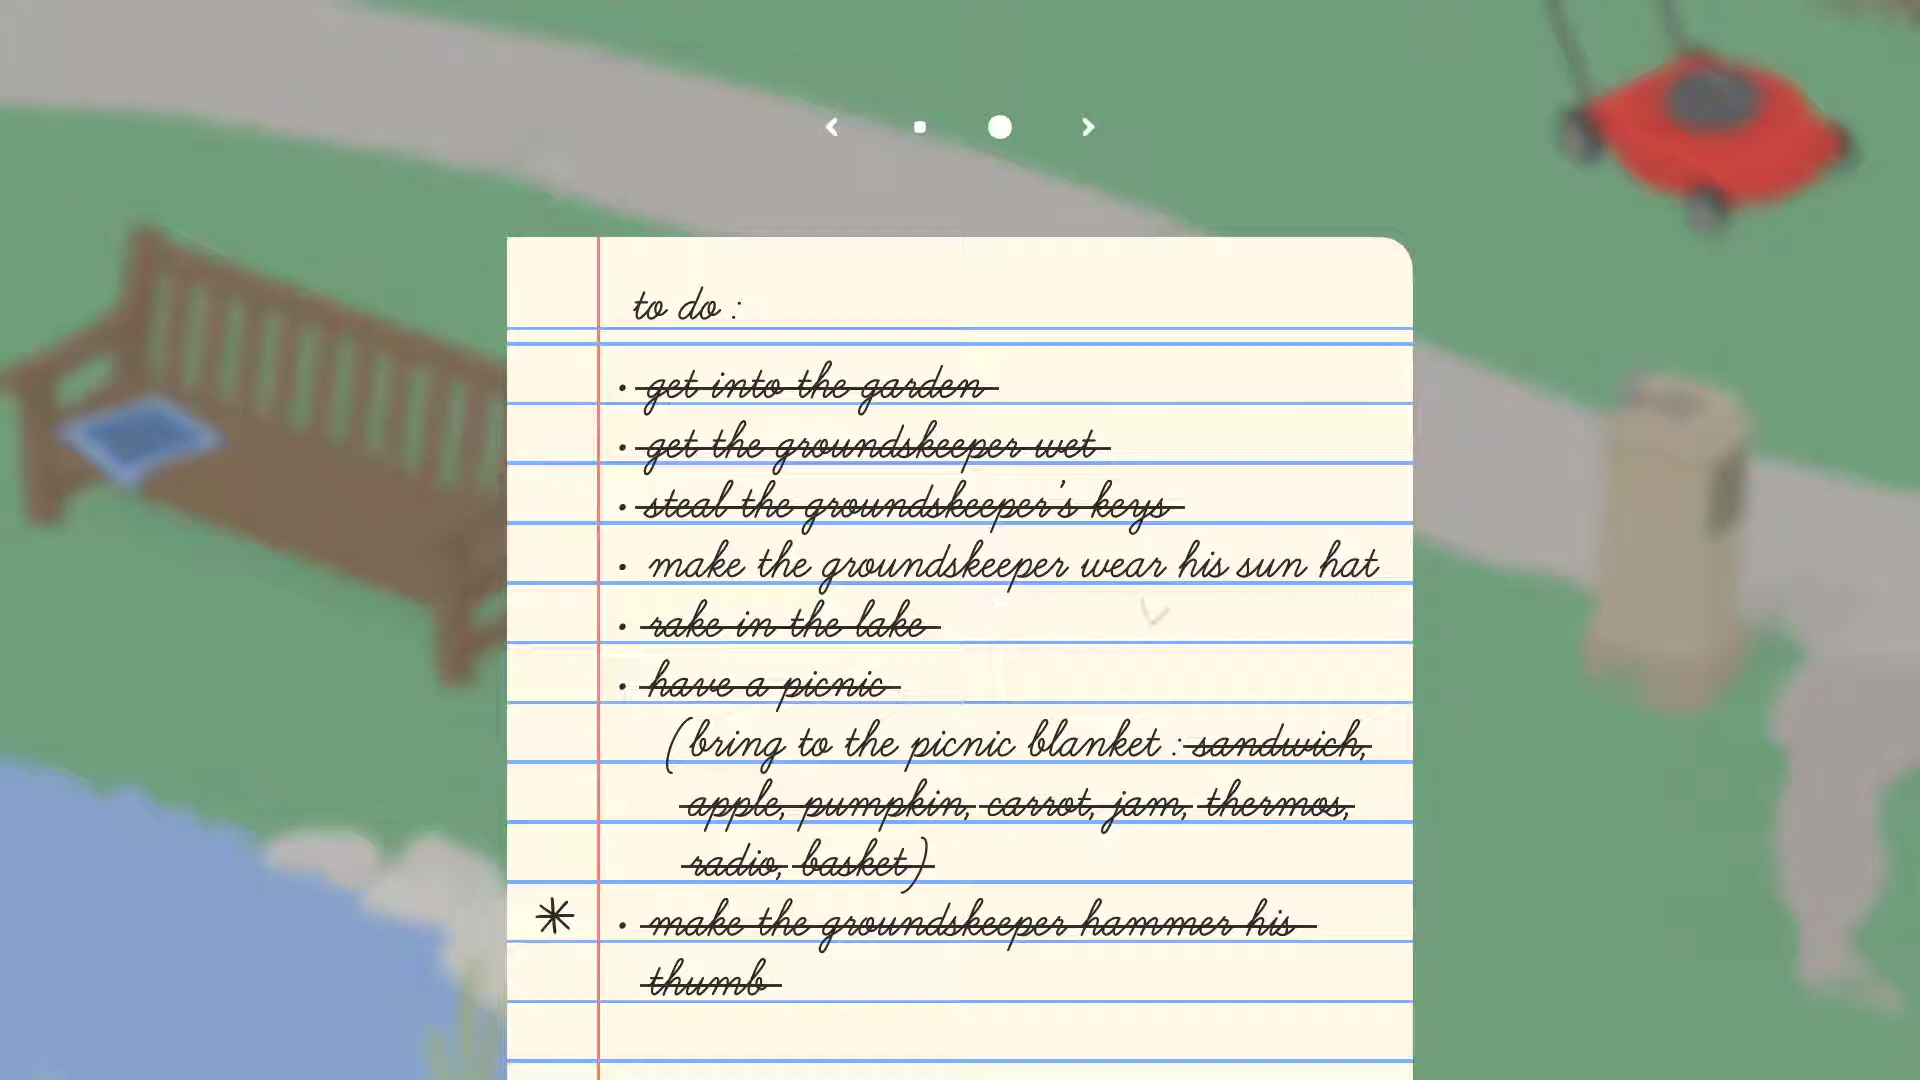 to do :
• get into the garden
• get the groundskeeper wet
• steal the groundskeeper's keys
• make the groundskeeper wear his sun hat
• rake in the lake
• have a picnic
(bring to the picnic blanket : sandwich,
apple, pumpkin, carrot, jam, thermos,
radio, basket)
• make the groundskeeper hammer his
thumb